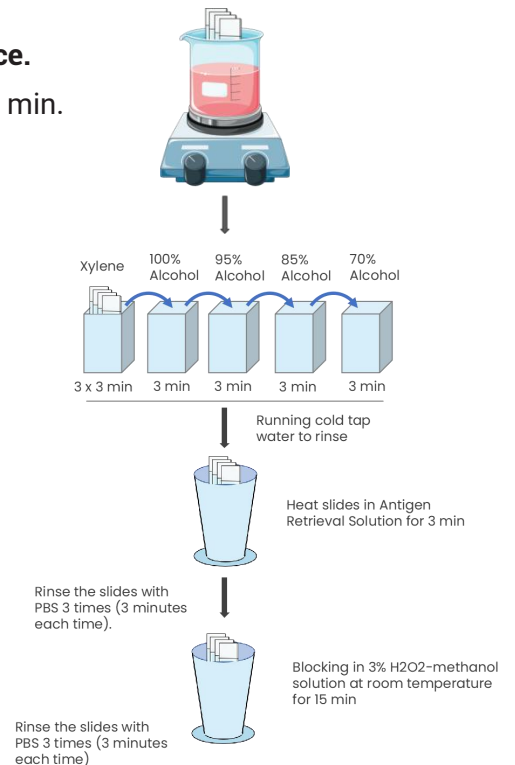 ce.
min.
Xylene
100%
Alcohol
95%
Alcohol
85%
Alcohol
70%
Alcohol
3 x 3 min
3 min
3 min
3 min
3 min
Running cold tap
water to rinse
Heat slides in Antigen
Retrieval Solution for 3 min
Rinse the slides with
PBS 3 times (3 minutes
each time).
Blocking in 3% H2O2-methanol
solution at room temperature
for 15 min
Rinse the slides with
PBS 3 times (3 minutes
each time)